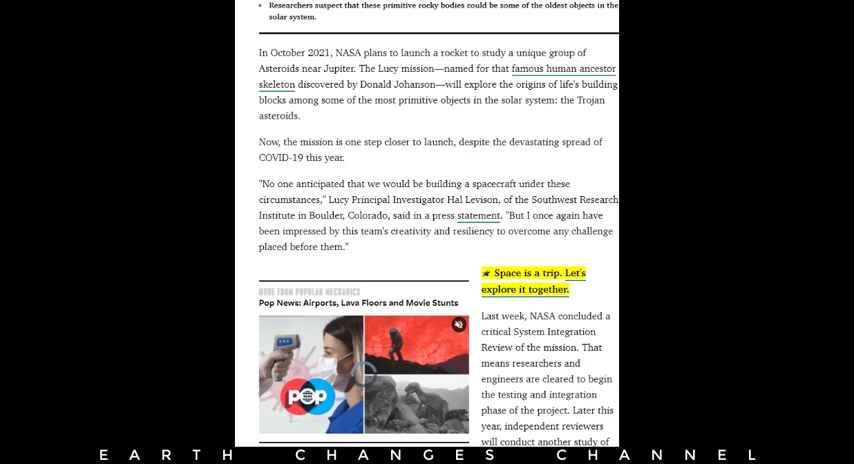 Researchers suspect that these primitive rocky bodies could be some of the oldest objects in the
solar system.
In October 2021, NASA plans to launch a rocket to study a unique group of
Asteroids near Jupiter. The Lucy mission—named for that famous human ancestor
skeleton discovered by Donald Johanson—will explore the origins of life's building
blocks among some of the most primitive objects in the solar system: the Trojan
asteroids.
Now, the mission is one step closer to launch, despite the devastating spread of
COVID-19 this year.
"No one anticipated that we would be building a spacecraft under these
circumstances," Lucy Principal Investigator Hal Levison, of the Southwest Research
Institute in Boulder, Colorado, said in a press statement. "But I once again have
been impressed by this team's creativity and resiliency to overcome any challenge
placed before them."
MORE FROM POPULAR MECHANICS
Pop News: Airports, Lava Floors and Movie Stunts
POP
Space is a trip. Let's
explore it together.
Last week, NASA concluded a
critical System Integration
Review of the mission. That
means researchers and
engineers are cleared to begin
the testing and integration
phase of the project. Later this
year, independent reviewers
will conduct another study of
EARTH CHANGES CHANNEL